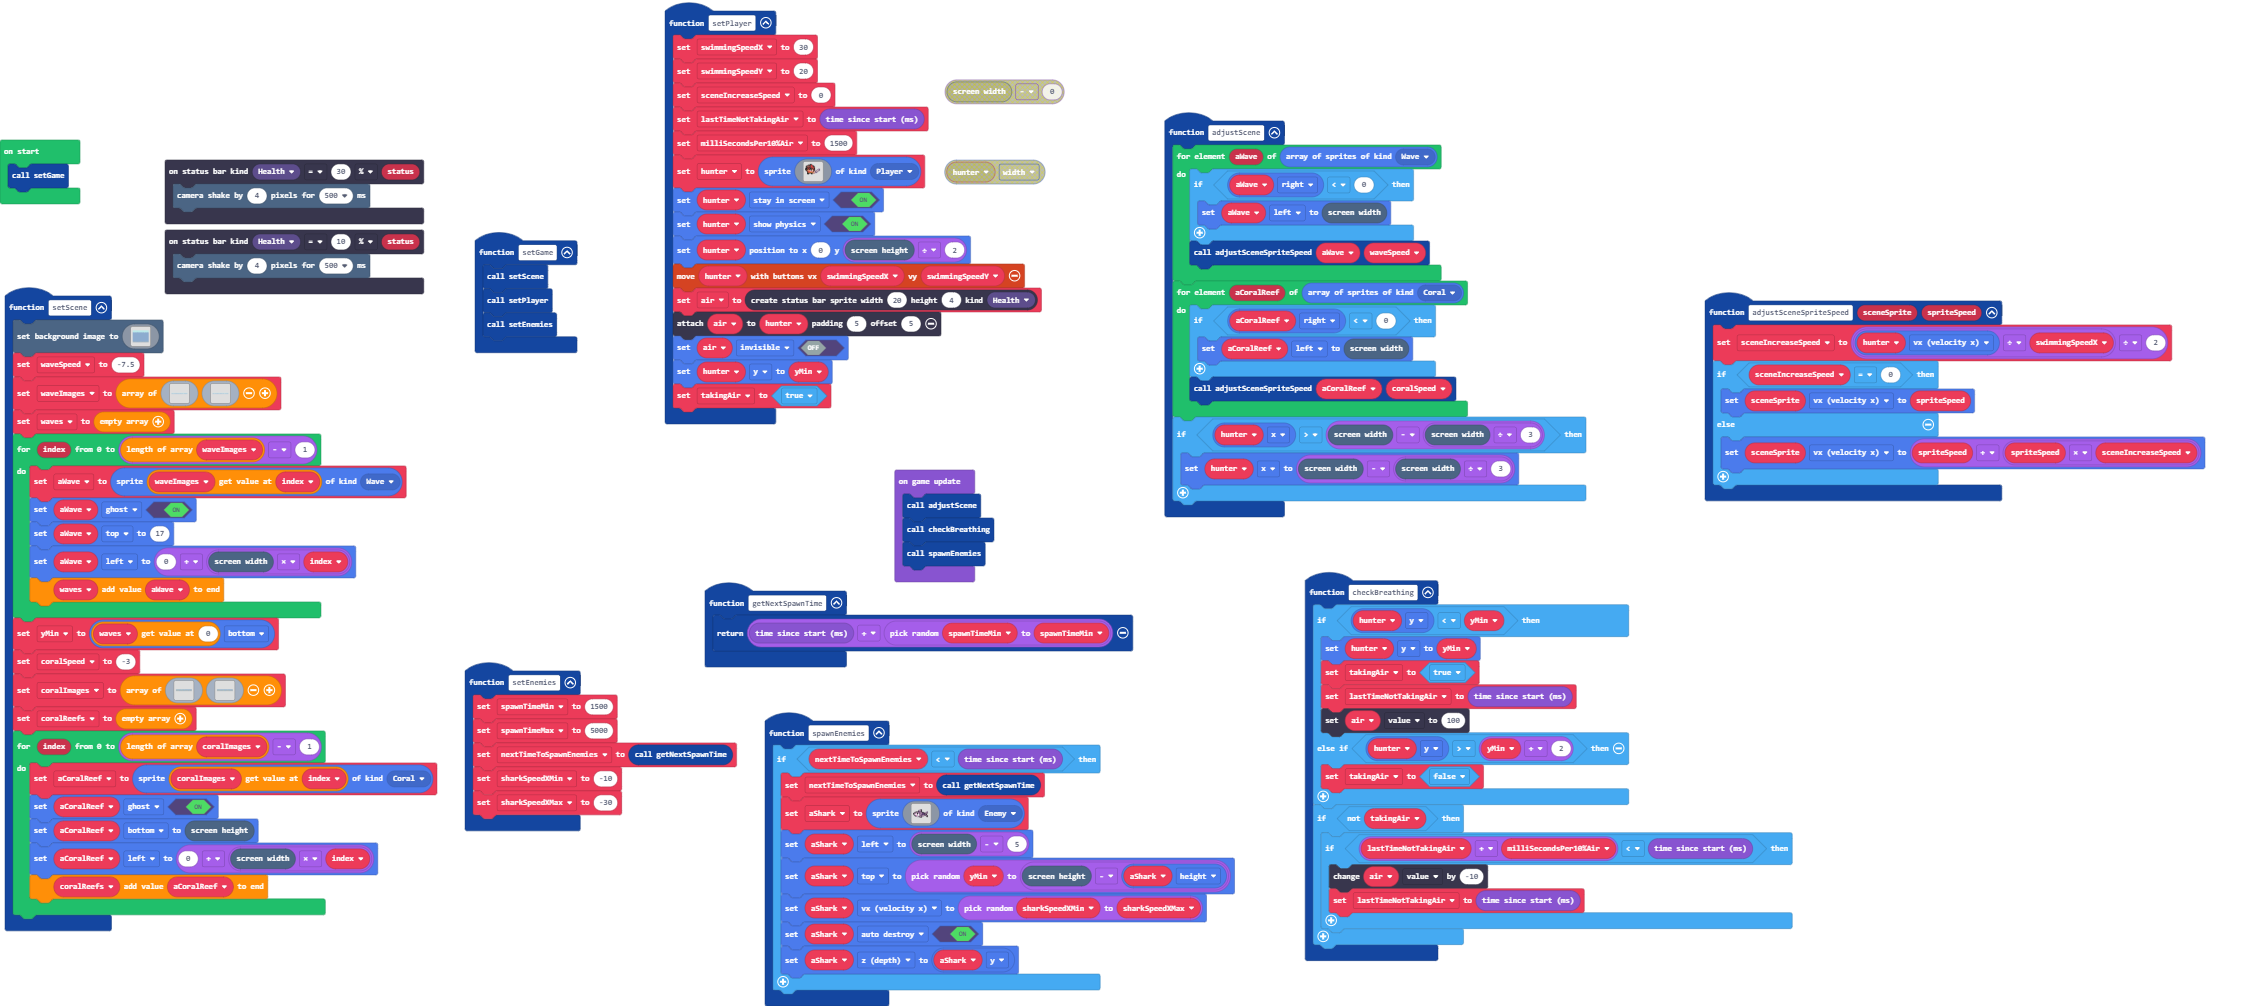 on start
call setGame
on status bar kind Health = 30 % status
camera shake by 4 pixels for 500 ms
on status bar kind Health = 10 % status
camera shake by 4 pixels for 500 ms
function setScene
set background image to
set waveSpeed to -7.5
set waveImages to array of
set waves to empty array
for index from 0 to length of array waveImages - 1
do
set aWave to sprite waveImages get value at index of kind Wave
set aWave ghost ON
set aWave top to 17
set aWave left to 0 + screen width × index
waves add value aWave to end
set yMin to waves get value at 0 bottom
set coralSpeed to -3
set coralImages to array of
set coralReefs to empty array
for index from 0 to length of array coralImages - 1
do
set aCoralReef to sprite coralImages get value at index of kind Coral
set aCoralReef ghost ON
set aCoralReef bottom to screen height
set aCoralReef left to 0 + screen width × index
coralReefs add value aCoralReef to end
function setGame
call setScene
call setPlayer
call setEnemies
function setPlayer
set swimmingSpeedX to 30
set swimmingSpeedY to 20
set sceneIncreaseSpeed to 0
set lastTimeNotTakingAir to time since start (ms)
set milliSecondsPer10%Air to 1500
set hunter to sprite of kind Player
set hunter stay in screen ON
set hunter show physics ON
set hunter position to x 0 y screen height ÷ 2
move hunter with buttons vx swimmingSpeedX vy swimmingSpeedY
set air to create status bar sprite width 20 height 4 kind Health
attach air to hunter padding 5 offset 5
set air invisible OFF
set hunter y to yMin
set takingAir to true
screen width - 0
hunter width
on game update
call adjustScene
call checkBreathing
call spawnEnemies
function getNextSpawnTime
return time since start (ms) + pick random spawnTimeMin to spawnTimeMin
function setEnemies
set spawnTimeMin to 1500
set spawnTimeMax to 5000
set nextTimeToSpawnEnemies to call getNextSpawnTime
set sharkSpeedXMin to -10
set sharkSpeedXMax to -30
function spawnEnemies
if nextTimeToSpawnEnemies < time since start (ms) then
set nextTimeToSpawnEnemies to call getNextSpawnTime
set aShark to sprite of kind Enemy
set aShark left to screen width - 5
set aShark top to pick random yMin to screen height - aShark height
set aShark vx (velocity x) to pick random sharkSpeedXMin to sharkSpeedXMax
set aShark auto destroy ON
set aShark z (depth) to aShark y
function adjustScene
for element aWave of array of sprites of kind Wave
do
if aWave right < 0 then
set aWave left to screen width
call adjustSceneSpriteSpeed aWave waveSpeed
for element aCoralReef of array of sprites of kind Coral
do
if aCoralReef right < 0 then
set aCoralReef left to screen width
call adjustSceneSpriteSpeed aCoralReef coralSpeed
if hunter x > screen width - screen width ÷ 3 then
set hunter x to screen width - screen width ÷ 3
function adjustSceneSpriteSpeed sceneSprite spriteSpeed
set sceneIncreaseSpeed to hunter vx (velocity x) ÷ swimmingSpeedX ÷ 2
if sceneIncreaseSpeed = 0 then
set sceneSprite vx (velocity x) to spriteSpeed
else
set sceneSprite vx (velocity x) to spriteSpeed + spriteSpeed × sceneIncreaseSpeed
function checkBreathing
if hunter y < yMin then
set hunter y to yMin
set takingAir to true
set lastTimeNotTakingAir to time since start (ms)
set air value to 100
else if hunter y > yMin + 2 then
set takingAir to false
if not takingAir then
if lastTimeNotTakingAir + milliSecondsPer10%Air < time since start (ms) then
change air value by -10
set lastTimeNotTakingAir to time since start (ms)